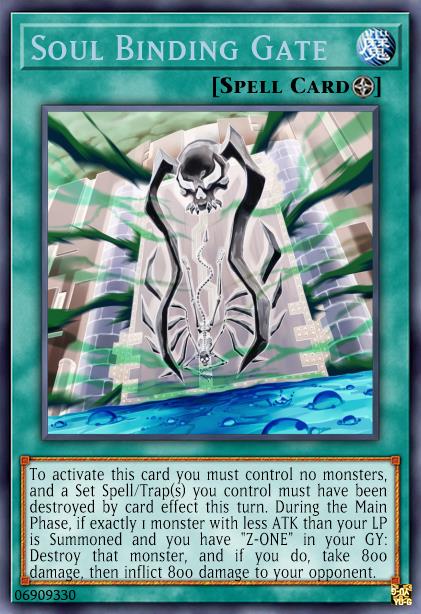 Soul Binding Gate
魔
[Spell Card]
To activate this card you must control no monsters,
and a Set Spell/Trap(s) you control must have been
destroyed by card effect this turn. During the Main
Phase, if exactly 1 monster with less ATK than your LP
is Summoned and you have "Z-ONE" in your GY:
Destroy that monster, and if you do, take 800
damage, then inflict 800 damage to your opponent.
06909330